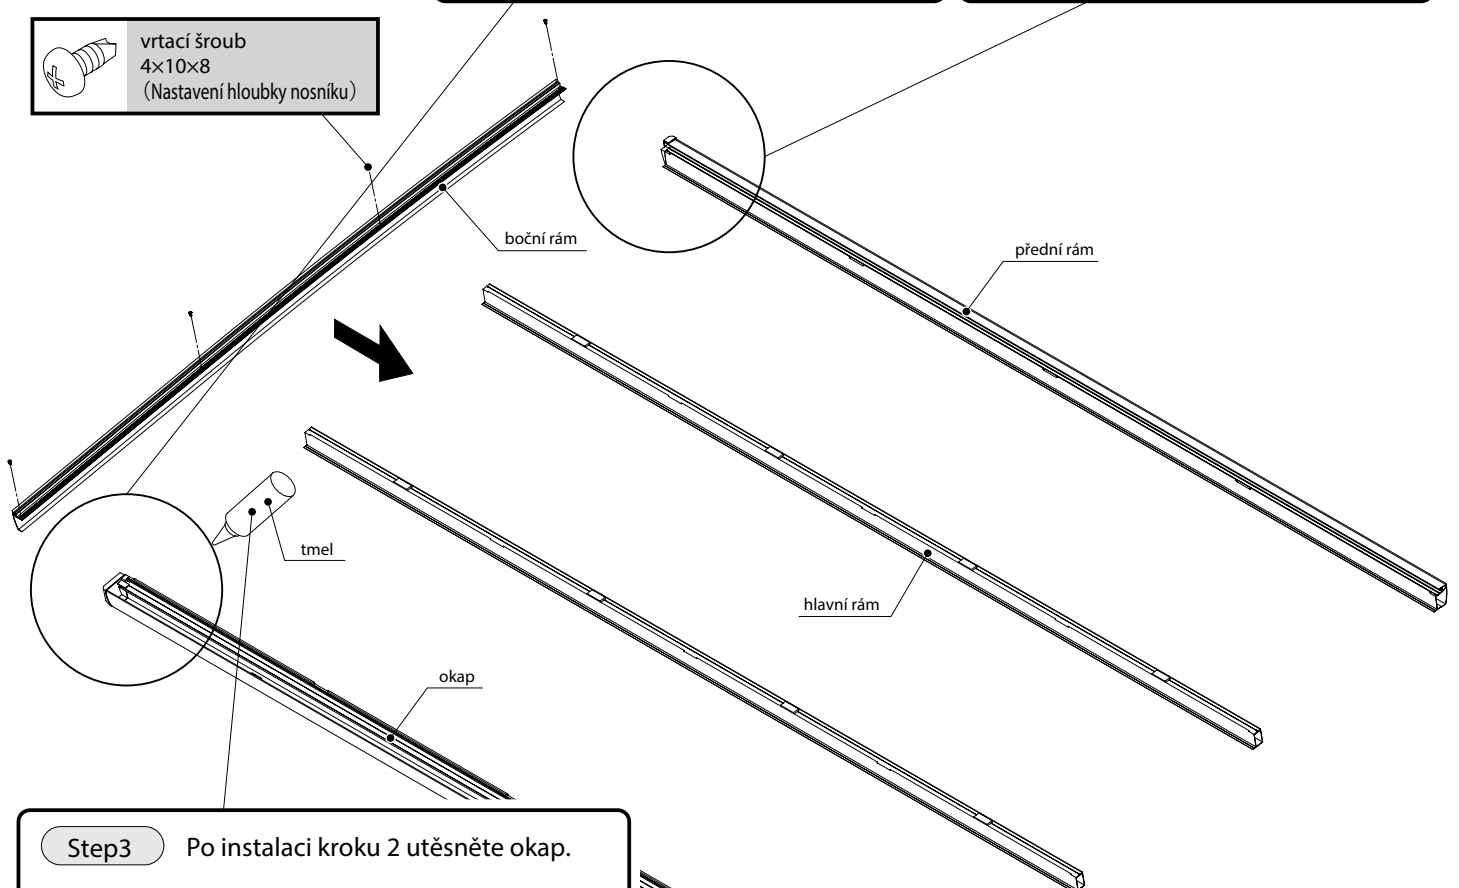 vrtací šroub
4×10×8
（Nastavení hloubky nosníku）
boční rám
přední rám
tmel
hlavní rám
okap
Step3 Po instalaci kroku 2 utěsněte okap.